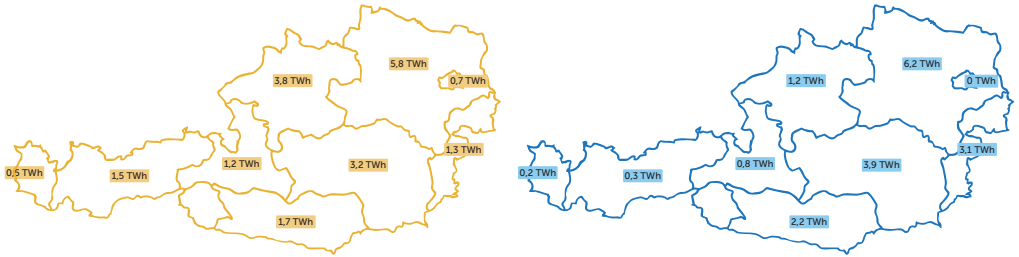 5,8 TWh
3,8 TWh
0,7 TWh
1,3 TWh
1,2 TWh
3,2 TWh
0,5 TWh
1,5 TWh
1,7 TWh
6,2 TWh
1,2 TWh
0 TWh
3,1 TWh
0,8 TWh
3,9 TWh
0,2 TWh
0,3 TWh
2,2 TWh